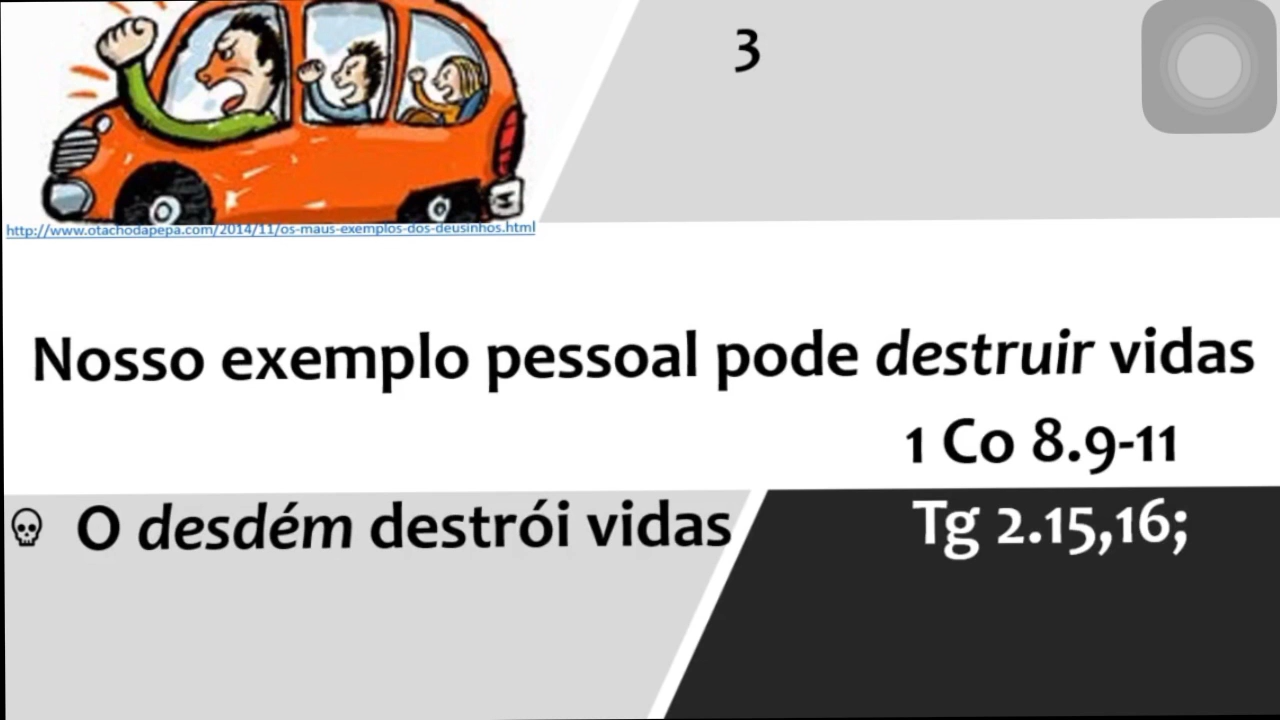 3
http://www.otachodapepa.com/2014/11/os-maus-exemplos-dos-deusinhos.html
Nosso exemplo pessoal pode destruir vidas
1 Co 8.9-11
O desdém destrói vidas Tg 2.15,16;